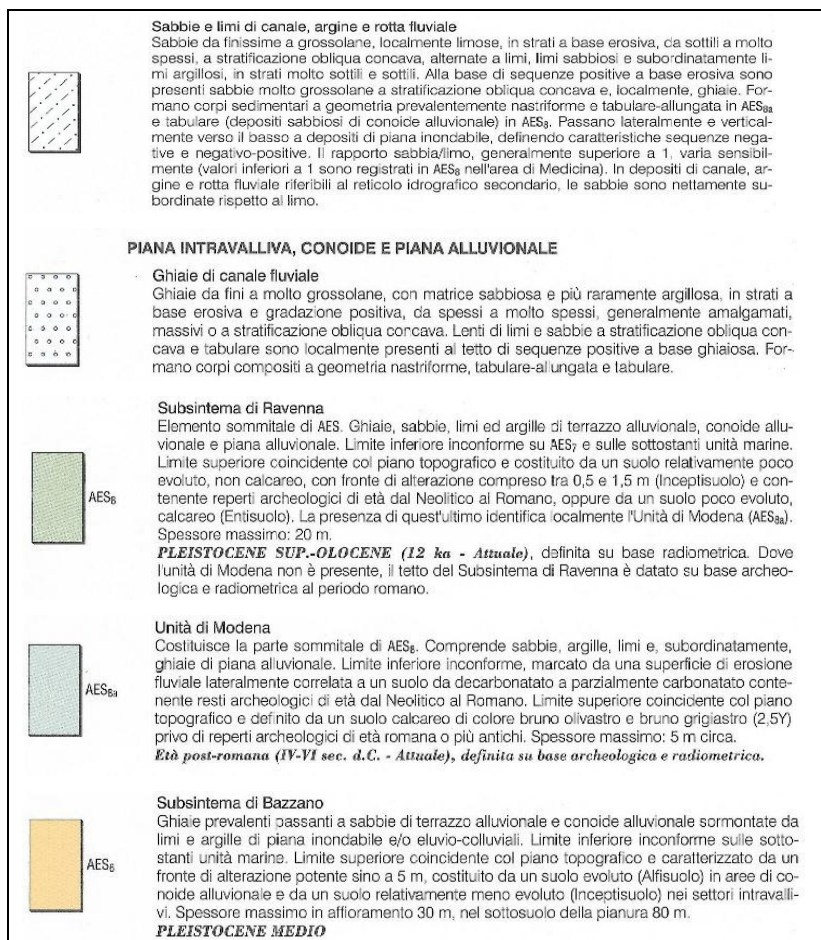 Sabbie e limi di canale, argine e rotta fluviale
Sabbie da finissime a grossolane, localmente limose, in strati a base erosiva, da sottili a molto
spessi, a stratificazione obliqua concava, alternate a limi, limi sabbiosi e subordinatamente li-
mi argillosi, in strati molto sottili e sottili. Alla base di sequenze positive a base erosiva sono
presenti sabbie molto grossolane a stratificazione obliqua concava e, localmente, ghiaie. For-
mano corpi sedimentari a geometria prevalentemente nastriforme e tabulare-allungata in AES8a
e tabulare (depositi sabbiosi di conoide alluvionale) in AES8. Passano lateralmente e vertical-
mente verso il basso a depositi di piana inondabile, definendo caratteristiche sequenze nega-
tive e negativo-positive. Il rapporto sabbia/limo, generalmente superiore a 1, varia sensibil-
mente (valori inferiori a 1 sono registrati in AES8 nell'area di Medicina). In depositi di canale, ar-
gine e rotta fluviale riferibili al reticolo idrografico secondario, le sabbie sono nettamente su-
bordinate rispetto al limo.
PIANA INTRAVALLIVA, CONOIDE E PIANA ALLUVIONALE
Ghiaie di canale fluviale
Ghiaie da fini a molto grossolane, con matrice sabbiosa e più raramente argillosa, in strati a
base erosiva e gradazione positiva, da spessi a molto spessi, generalmente amalgamati,
massivi o a stratificazione obliqua concava. Lenti di limi e sabbie a stratificazione obliqua con-
cava e tabulare sono localmente presenti al tetto di sequenze positive a base ghiaiosa. For-
mano corpi compositi a geometria nastriforme, tabulare-allungata e tabulare.
Subsintema di Ravenna
Elemento sommitale di AES. Ghiaie, sabbie, limi ed argille di terrazzo alluvionale, conoide allu-
vionale e piana alluvionale. Limite inferiore inconforme su AES7 e sulle sottostanti unità marine.
Limite superiore coincidente col piano topografico e costituito da un suolo relativamente poco
evoluto, non calcareo, con fronte di alterazione compreso tra 0,5 e 1,5 m (Inceptisuolo) e con-
tenente reperti archeologici di età dal Neolitico al Romano, oppure da un suolo poco evoluto,
calcareo (Entisuolo). La presenza di quest'ultimo identifica localmente l'Unità di Modena (AES8a).
Spessore massimo: 20 m.
PLEISTOCENE SUP.-OLOCENE (12 ka - Attuale), definita su base radiometrica. Dove
l'unità di Modena non è presente, il tetto del Subsintema di Ravenna è datato su base archeo-
logica e radiometrica al periodo romano.
AES8
Unità di Modena
Costituisce la parte sommitale di AES8. Comprende sabbie, argille, limi e, subordinatamente,
ghiaie di piana alluvionale. Limite inferiore inconforme, marcato da una superficie di erosione
fluviale lateralmente correlata a un suolo da decarbonatato a parzialmente carbonatato conte-
nente resti archeologici di età dal Neolitico al Romano. Limite superiore coincidente col piano
topografico e definito da un suolo calcareo di colore bruno olivastro e bruno grigiastro (2,5Y)
privo di reperti archeologici di età romana o più antichi. Spessore massimo: 5 m circa.
Età post-romana (IV-VI sec. d.C. - Attuale), definita su base archeologica e radiometrica.
AES8a
Subsintema di Bazzano
Ghiaie prevalenti passanti a sabbie di terrazzo alluvionale e conoide alluvionale sormontate da
limi e argille di piana inondabile e/o eluvio-colluviali. Limite inferiore inconforme sulle sotto-
stanti unità marine. Limite superiore coincidente col piano topografico e caratterizzato da un
fronte di alterazione potente sino a 5 m, costituito da un suolo evoluto (Alfisuolo) in aree di co-
noide alluvionale e da un suolo relativamente meno evoluto (Inceptisuolo) nei settori intravalli-
vi. Spessore massimo in affioramento 30 m, nel sottosuolo della pianura 80 m.
PLEISTOCENE MEDIO
AES6